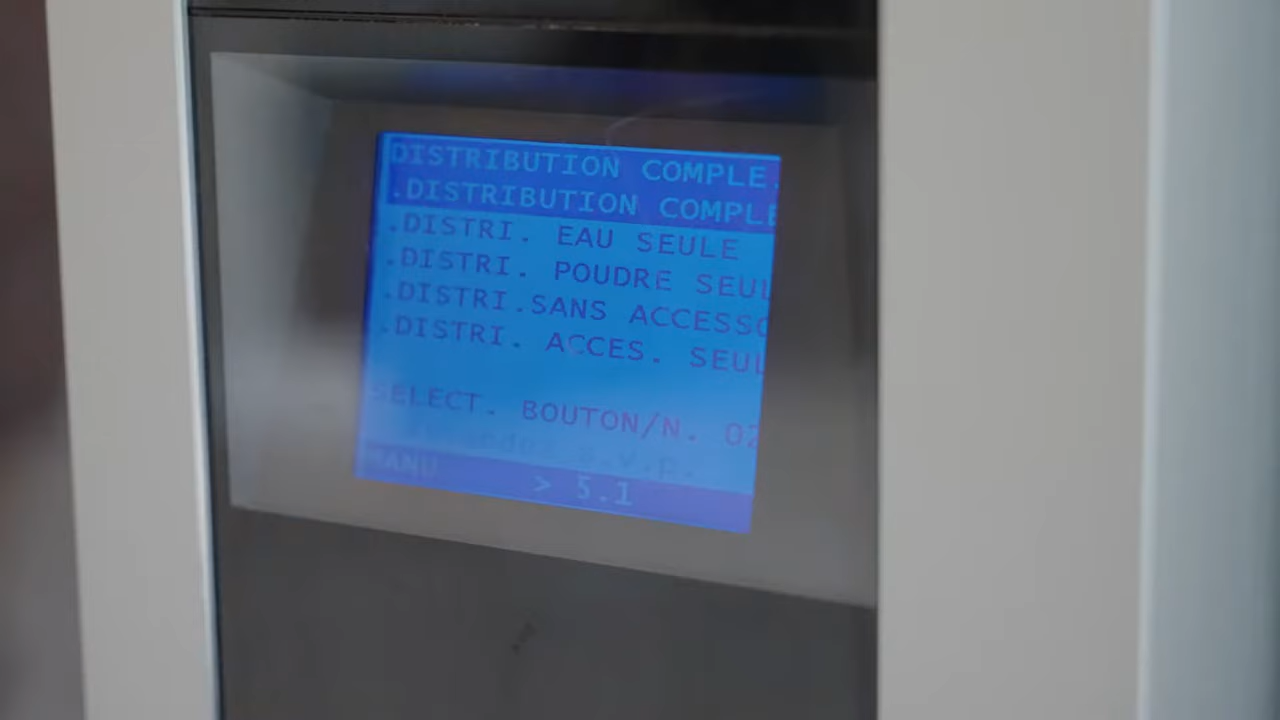 DISTRIBUTION COMPLE.
.DISTRIBUTION COMPLE
.DISTRI. EAU SEULE
.DISTRI. POUDRE SEUL
.DISTRI.SANS ACCESSO
.DISTRI. ACCES. SEUL
SELECT. BOUTON/N. 02
s.v.p.
MANU > 5.1